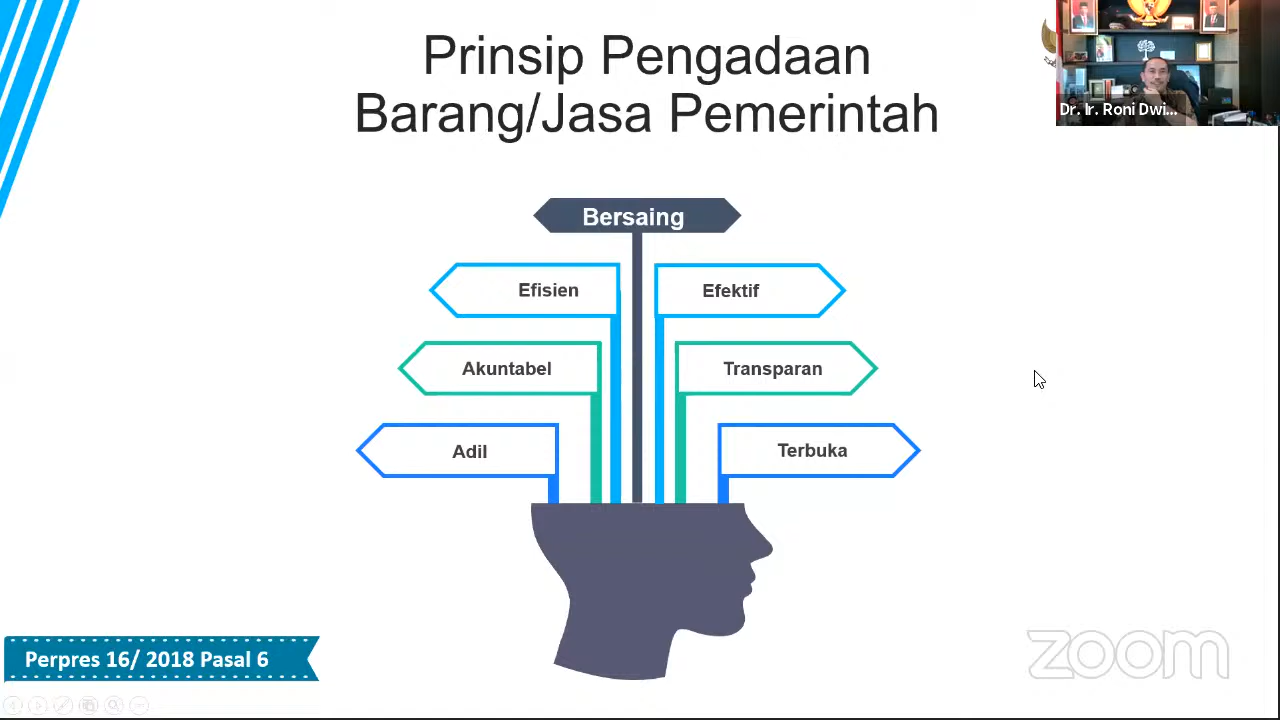 Prinsip Pengadaan
Barang/Jasa Pemerintah
Dr. Ir. Roni Dwi...
Bersaing
Efisien
Efektif
Akuntabel
Transparan
Adil
Terbuka
Perpres 16/ 2018 Pasal 6
zoom